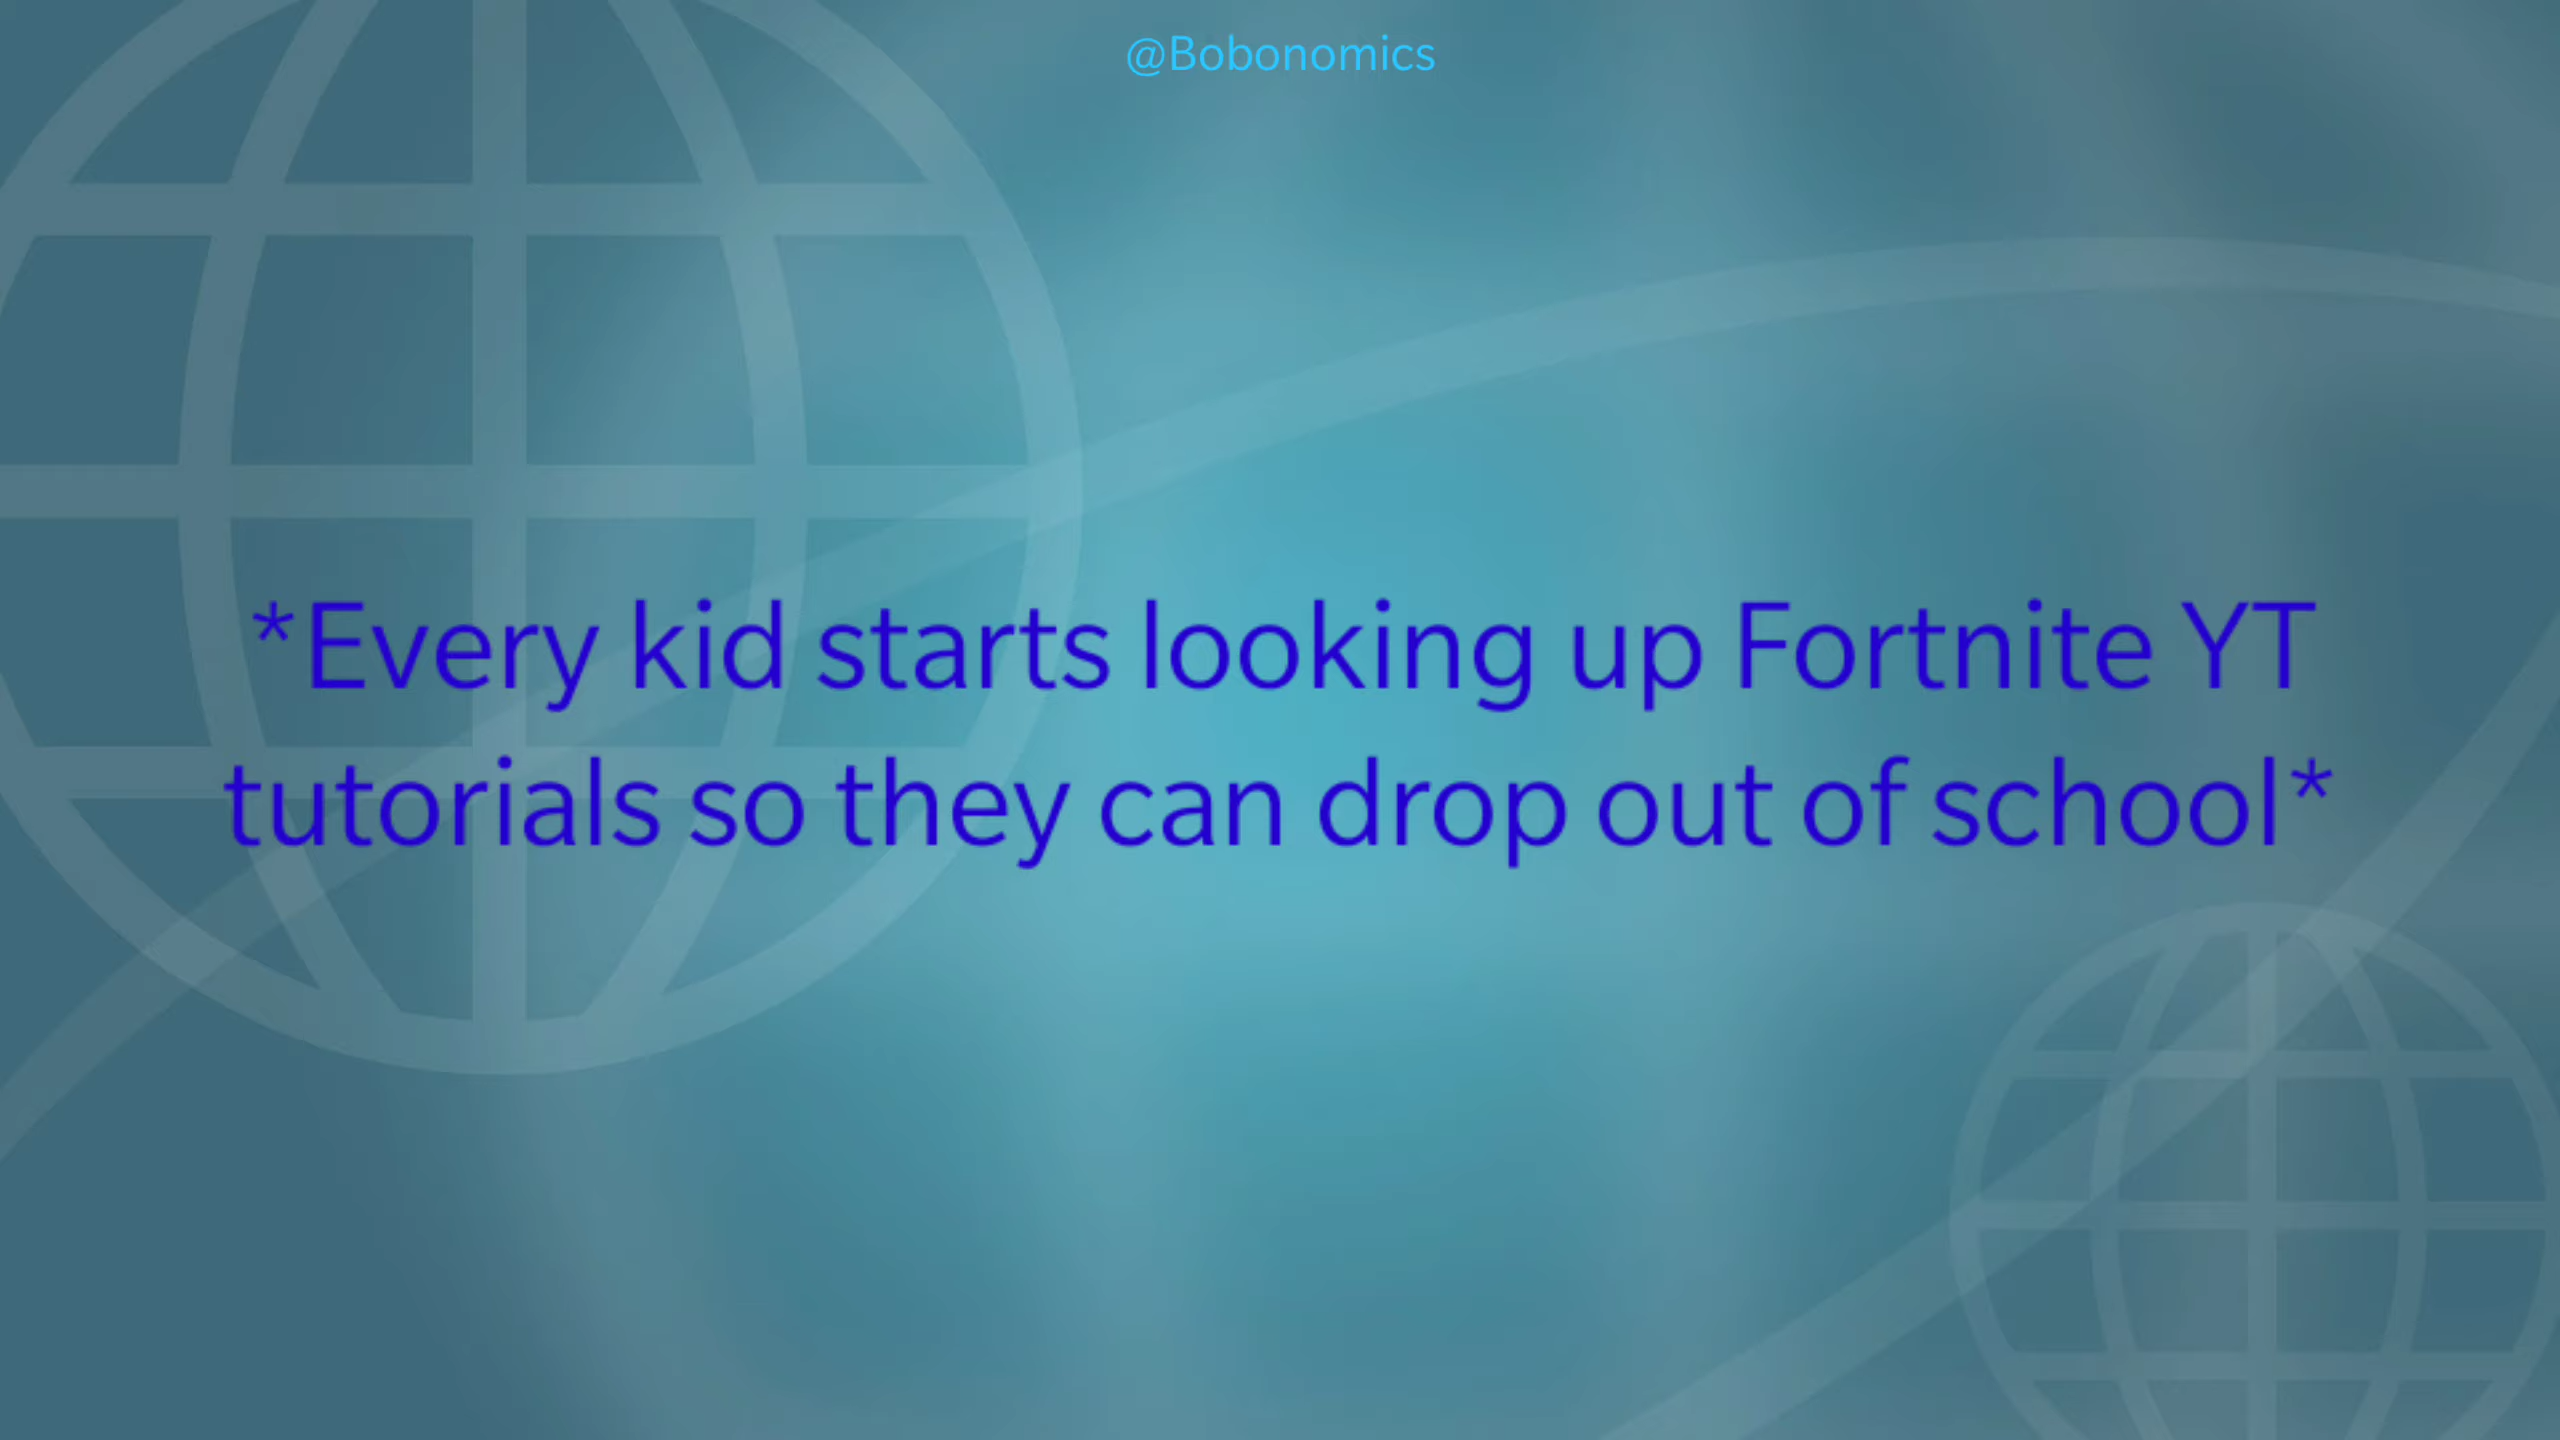 @Bobonomics
*Every kid starts looking up Fortnite YT
tutorials so they can drop out of school*